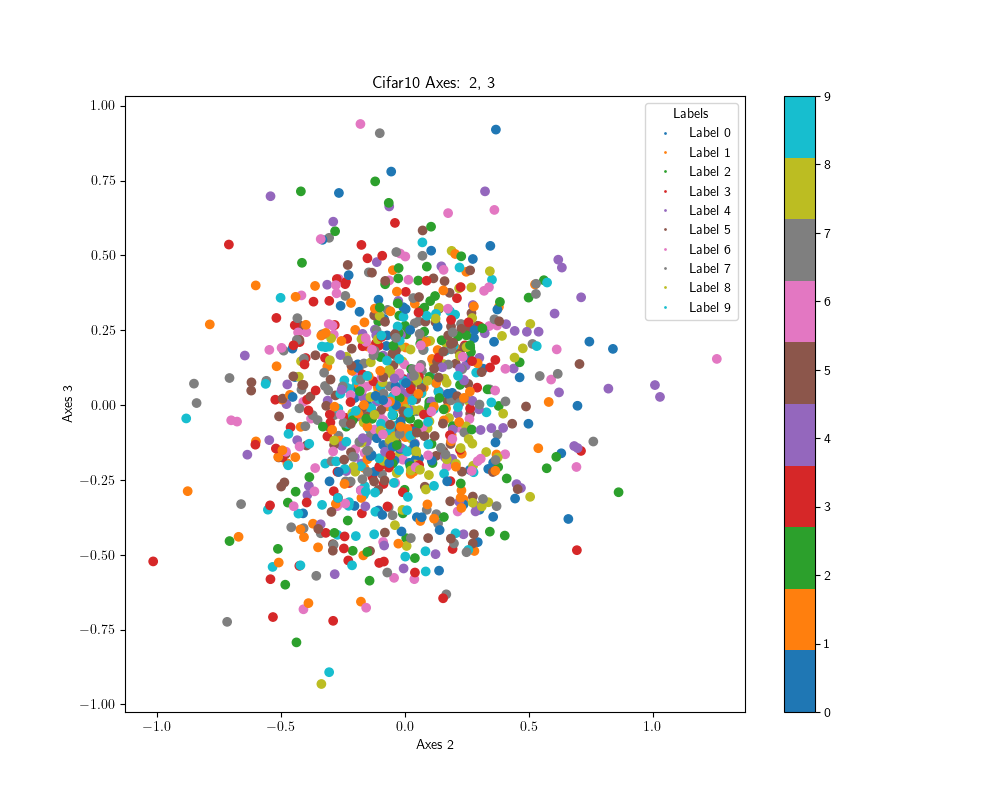 Cifar10 Axes: 2, 3
Axes 3
1.00
0.75
0.50
0.25
0.00
−0.25
−0.50
−0.75
−1.00
−1.0 −0.5 0.0 0.5 1.0
Axes 2
Labels
Label 0
Label 1
Label 2
Label 3
Label 4
Label 5
Label 6
Label 7
Label 8
Label 9
9
8
7
6
5
4
3
2
1
0